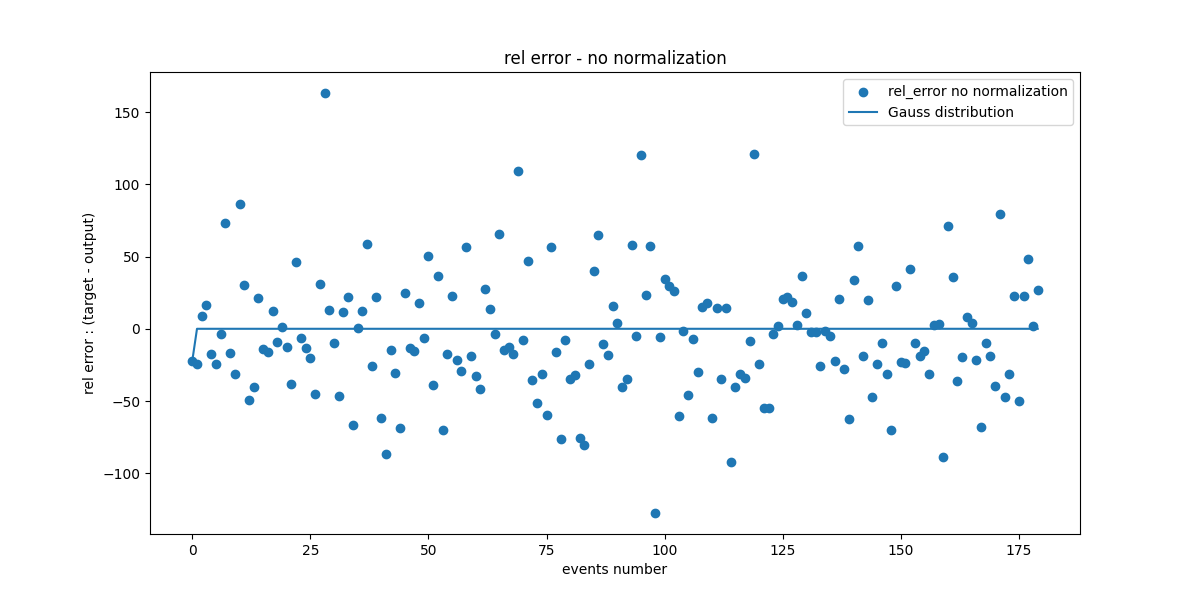 rel error - no normalization
rel_error no normalization
Gauss distribution
rel error : (target - output)
150
100
50
0
−50
−100
0
25
50
75
100
125
150
175
events number